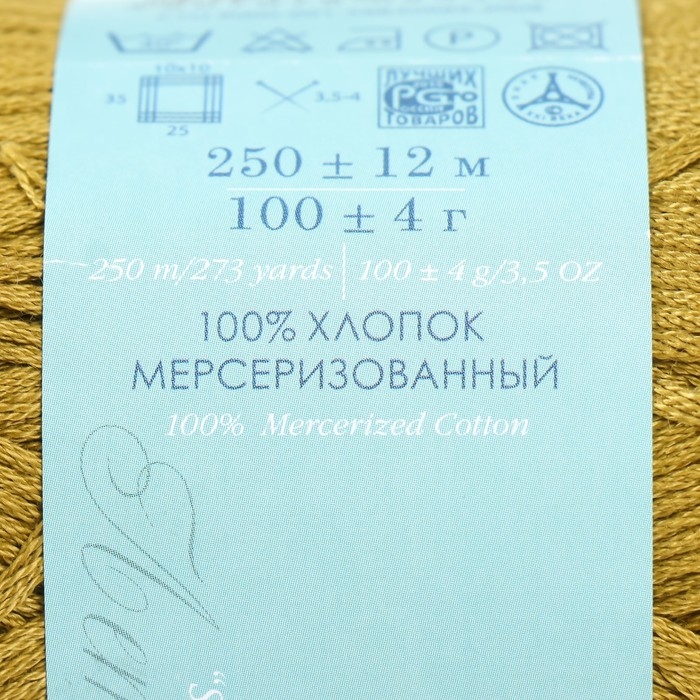 30°
P
10x10
35
25
3,5-4
ЛУЧШИХ
ТОВАРОВ
250 ± 12 м
100 ± 4 г
250 m/273 yards | 100 ± 4 g/3,5 OZ
100% ХЛОПОК
МЕРСЕРИЗОВАННЫЙ
100% Mercerized Cotton